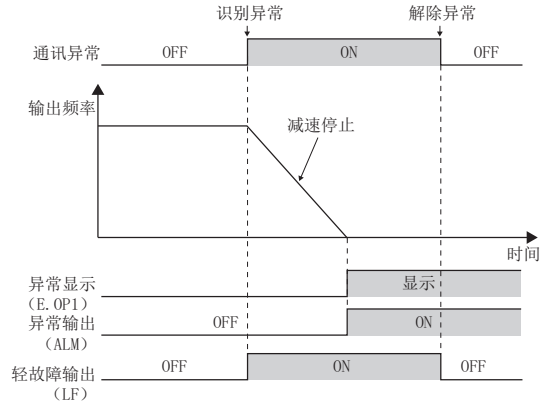 识别异常 解除异常
通讯异常 OFF ON OFF
输出频率
减速停止
时间
异常显示 显示
(E.OP1)
异常输出 OFF ON
(ALM)
轻故障输出 OFF ON OFF
(LF)